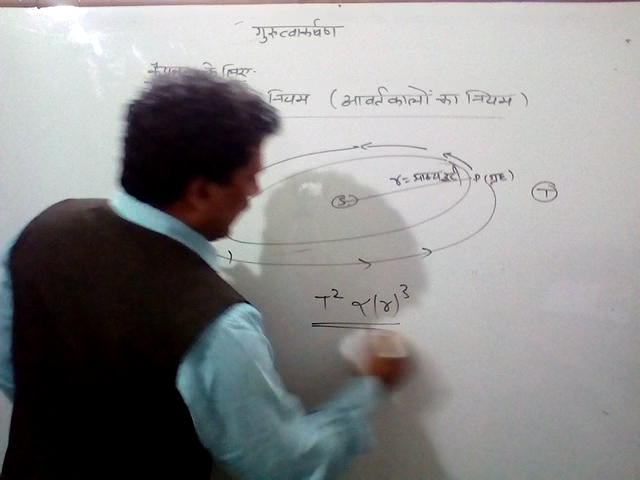 गुरुत्वाकर्षण
के लिए-
नियम (आवर्तकालों का नियम)
r = माध्य दूरी P (ग्रह)
S
T
T² ∝ (r)³